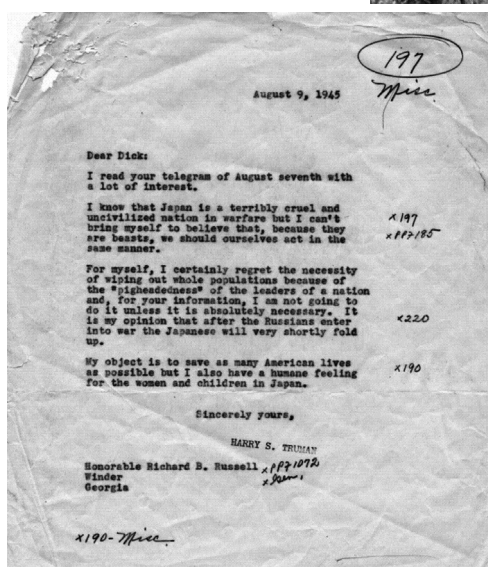 197
Misc.
August 9, 1945
Dear Dick:
I read your telegram of August seventh with
a lot of interest.
I know that Japan is a terribly cruel and
uncivilized nation in warfare but I can't
bring myself to believe that, because they
are beasts, we should ourselves act in the
same manner.
x197
xPP7185
For myself, I certainly regret the necessity
of wiping out whole populations because of
the "pigheadedness" of the leaders of a nation
and, for your information, I am not going to
do it unless it is absolutely necessary. It
is my opinion that after the Russians enter
into war the Japanese will very shortly fold
up.
x220
My object is to save as many American lives
as possible but I also have a humane feeling
for the women and children in Japan.
x190
Sincerely yours,
HARRY S. TRUMAN
Honorable Richard B. Russell
Winder
Georgia
x190-Misc.